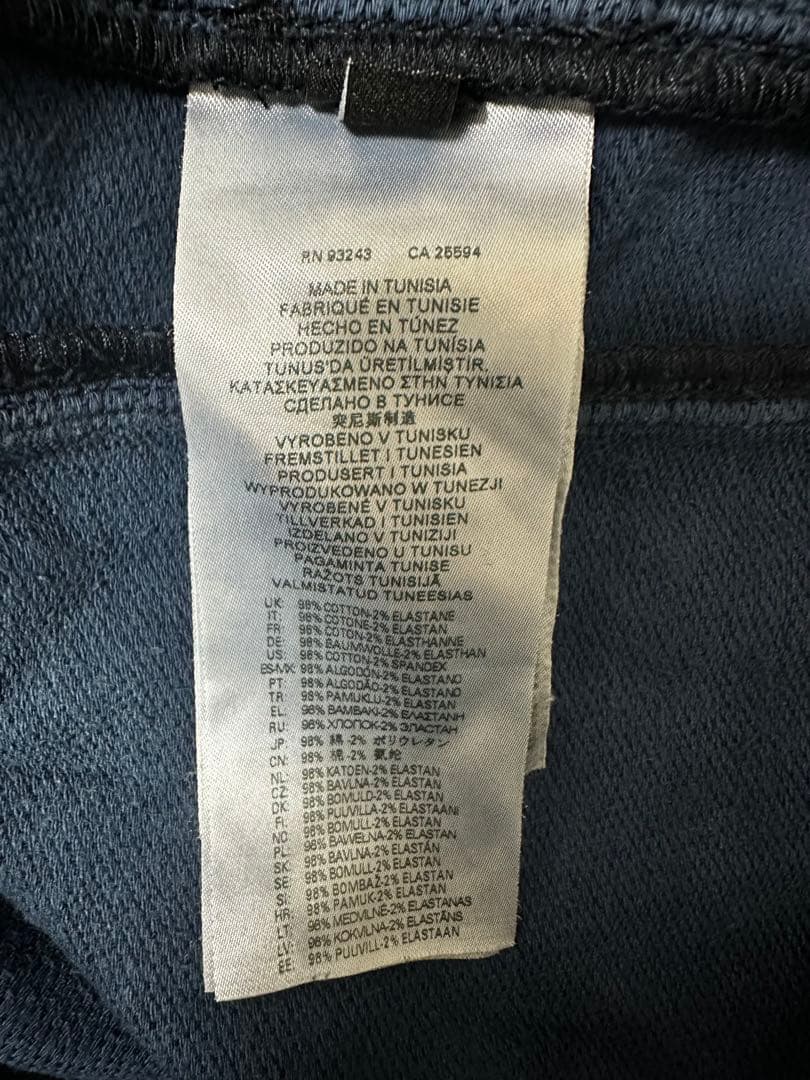 RN 93243 CA 25594
MADE IN TUNISIA
FABRIQUÉ EN TUNISIE
HECHO EN TÚNEZ
PRODUZIDO NA TUNÍSIA
TUNUS'DA ÜRETİLMİŞTİR.
ΚΑΤΑΣΚΕΥΑΣΜΕΝΟ ΣΤΗΝ ΤΥΝΙΣΙΑ
СДЕЛАНО В ТУНИСЕ
突尼斯制造
VYROBENO V TUNISKU
FREMSTILLET I TUNESIEN
PRODUSERT I TUNISIA
WYPRODUKOWANO W TUNEZJI
VYROBENÉ V TUNISKU
TILLVERKAD I TUNISIEN
IZDELANO V TUNIZIJI
PROIZVEDENO U TUNISU
PAGAMINTA TUNISE
RAŽOTS TUNISIJĀ
VALMISTATUD TUNEESIAS
UK: 98% COTTON-2% ELASTANE
IT: 98% COTONE-2% ELASTAN
FR: 98% COTON-2% ELASTHANNE
DE: 98% BAUMWOLLE-2% ELASTHAN
US: 98% COTTON-2% SPANDEX
ES-MX: 98% ALGODÓN-2% ELASTANO
PT: 98% ALGODÃO-2% ELASTANO
TR: 98% PAMUKLU-2% ELASTAN
EL: 98% ΒΑΜΒΑΚΙ-2% ΕΛΑΣΤΑΝΗ
RU: 98% ХЛОПОК-2% ЭЛАСТАН
JP: 98% 綿 -2% ポリウレタン
CN: 98% 棉 -2% 氨纶
NL: 98% KATOEN-2% ELASTAN
CZ: 98% BAVLNA-2% ELASTAN
DK: 98% BOMULD-2% ELASTAN
FI: 98% PUUVILLA-2% ELASTAANI
NO: 98% BOMULL-2% ELASTAN
PL: 98% BAWEŁNA-2% ELASTAN
SK: 98% BAVLNA-2% ELASTÁN
SE: 98% BOMULL-2% ELASTAN
SI: 98% BOMBAŽ-2% ELASTAN
HR: 98% PAMUK-2% ELASTAN
LT: 98% MEDVILNĖ-2% ELASTANAS
LV: 98% KOKVILNA-2% ELASTĀNS
EE: 98% PUUVILL-2% ELASTAAN